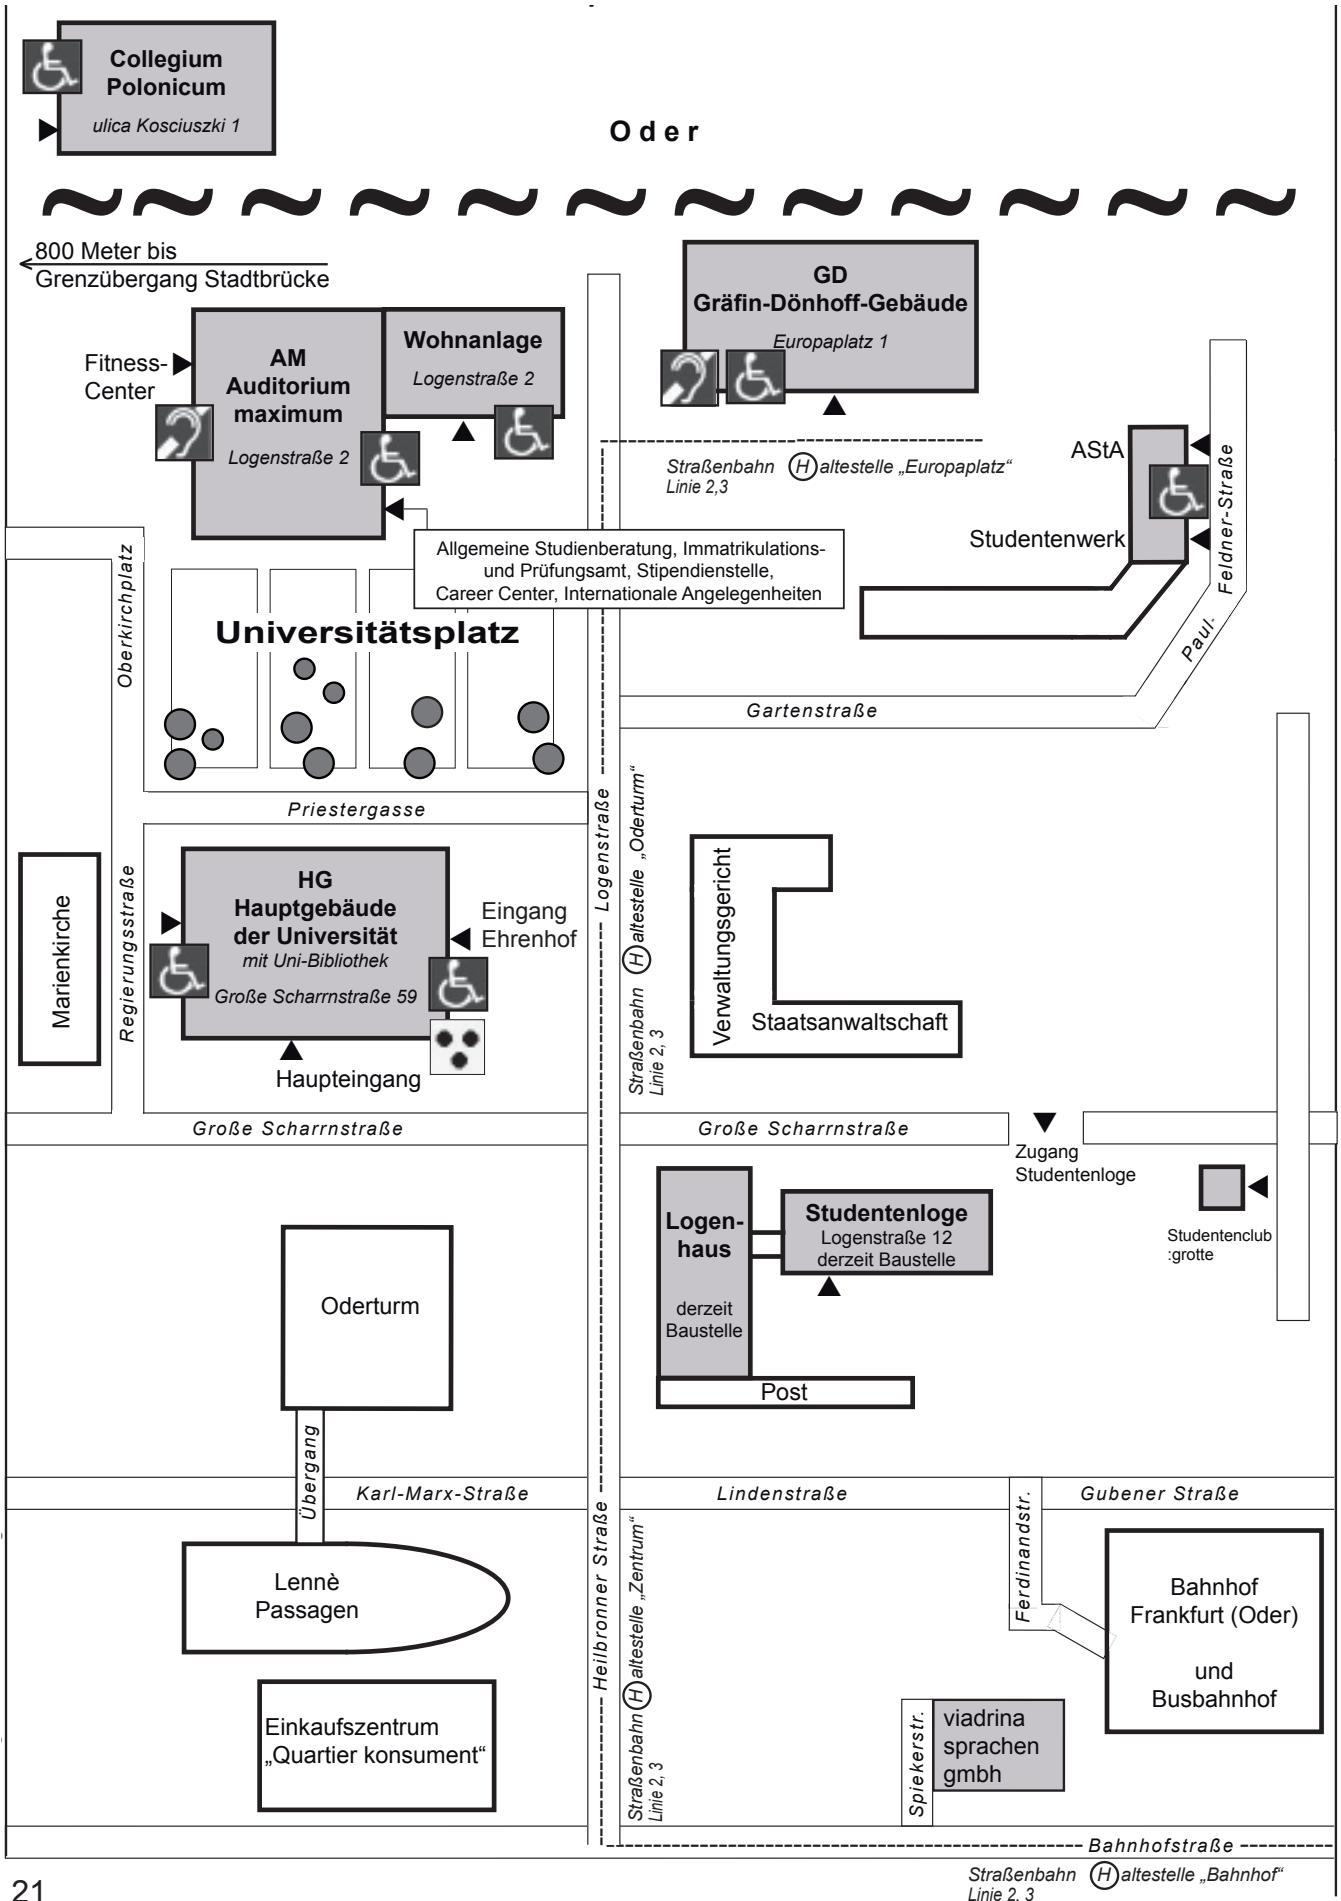 Collegium
Polonicum
ulica Kosciuszki 1
Oder
800 Meter bis
Grenzübergang Stadtbrücke
GD
Gräfin-Dönhoff-Gebäude
Europaplatz 1
AM
Auditorium
maximum
Logenstraße 2
Wohnanlage
Logenstraße 2
Fitness-
Center
Straßenbahn Haltestelle „Europaplatz“
Linie 2,3
AStA
Studentenwerk
Paul-
Feldner-Straße
Allgemeine Studienberatung, Immatrikulations-
und Prüfungsamt, Stipendienstelle,
Career Center, Internationale Angelegenheiten
Oberkirchplatz
Universitätsplatz
Gartenstraße
Priestergasse
Logenstraße
Straßenbahn Haltestelle „Oderturm“
Linie 2, 3
Marienkirche
Regierungsstraße
HG
Hauptgebäude
der Universität
mit Uni-Bibliothek
Große Scharrnstraße 59
Eingang
Ehrenhof
Haupteingang
Verwaltungsgericht
Staatsanwaltschaft
Große Scharrnstraße
Große Scharrnstraße
Zugang
Studentenloge
Logen-
haus
derzeit
Baustelle
Studentenloge
Logenstraße 12
derzeit Baustelle
Studentenclub
:grotte
Oderturm
Post
Übergang
Karl-Marx-Straße
Lindenstraße
Gubener Straße
Lennè
Passagen
Heilbronner Straße
Straßenbahn Haltestelle „Zentrum“
Linie 2, 3
Ferdinandstr.
Bahnhof
Frankfurt (Oder)
und
Busbahnhof
Einkaufszentrum
„Quartier konsument“
Spiekerstr.
viadrina
sprachen
gmbh
Bahnhofstraße
Straßenbahn Haltestelle „Bahnhof“
Linie 2, 3
21